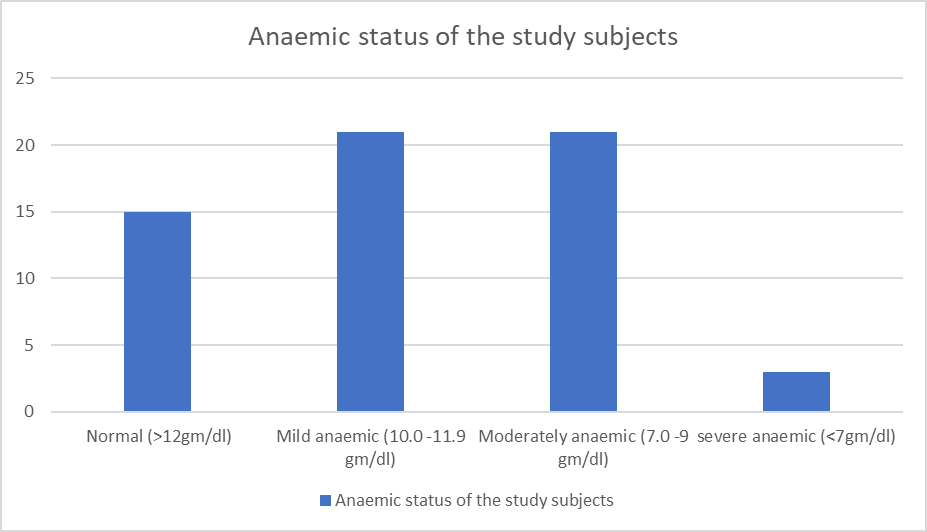 Anaemic status of the study subjects
25
20
15
10
5
0
Normal (>12gm/dl)
Mild anaemic (10.0 -11.9
gm/dl)
Moderately anaemic (7.0 -9
gm/dl)
severe anaemic (<7gm/dl)
Anaemic status of the study subjects